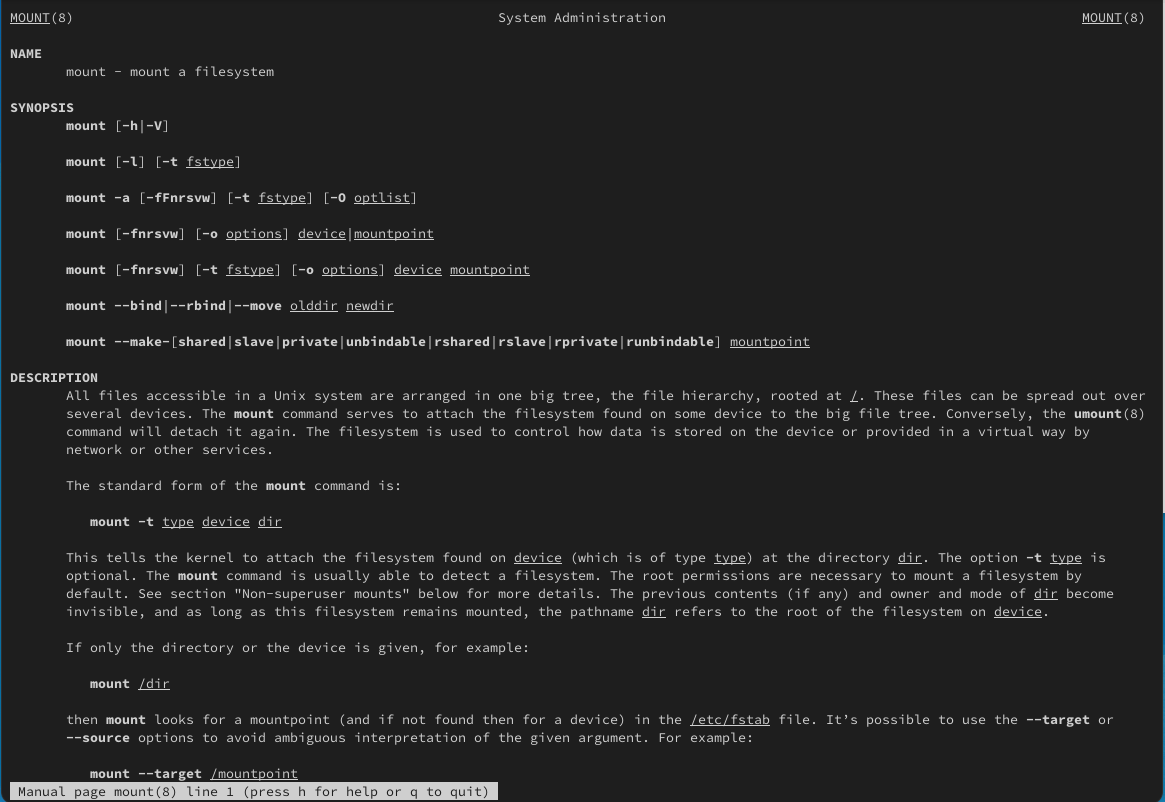 MOUNT(8) System Administration MOUNT(8)
NAME
mount - mount a filesystem
SYNOPSIS
mount [-h|-V]
mount [-l] [-t fstype]
mount -a [-fFnrsvw] [-t fstype] [-O optlist]
mount [-fnrsvw] [-o options] device|mountpoint
mount [-fnrsvw] [-t fstype] [-o options] device mountpoint
mount --bind|--rbind|--move olddir newdir
mount --make-[shared|slave|private|unbindable|rshared|rslave|rprivate|runbindable] mountpoint
DESCRIPTION
All files accessible in a Unix system are arranged in one big tree, the file hierarchy, rooted at /. These files can be spread out over
several devices. The mount command serves to attach the filesystem found on some device to the big file tree. Conversely, the umount(8)
command will detach it again. The filesystem is used to control how data is stored on the device or provided in a virtual way by
network or other services.
The standard form of the mount command is:
mount -t type device dir
This tells the kernel to attach the filesystem found on device (which is of type type) at the directory dir. The option -t type is
optional. The mount command is usually able to detect a filesystem. The root permissions are necessary to mount a filesystem by
default. See section "Non-superuser mounts" below for more details. The previous contents (if any) and owner and mode of dir become
invisible, and as long as this filesystem remains mounted, the pathname dir refers to the root of the filesystem on device.
If only the directory or the device is given, for example:
mount /dir
then mount looks for a mountpoint (and if not found then for a device) in the /etc/fstab file. It’s possible to use the --target or
--source options to avoid ambiguous interpretation of the given argument. For example:
mount --target /mountpoint
Manual page mount(8) line 1 (press h for help or q to quit)